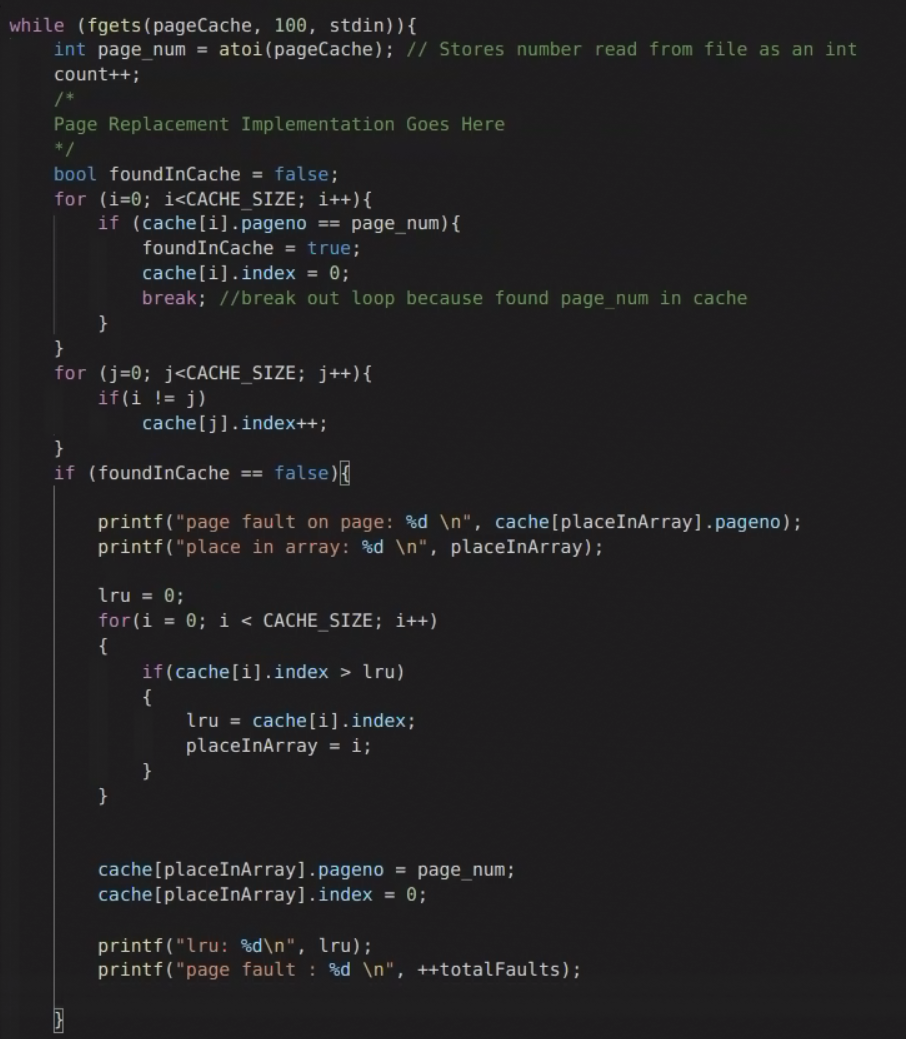 while (fgets(pageCache, 100, stdin)){
int page_num = atoi(pageCache); // Stores number read from file as an int
count++;
/*
Page Replacement Implementation Goes Here
*/
bool foundInCache = false;
for (i=0; i<CACHE_SIZE; i++){
if (cache[i].pageno == page_num){
foundInCache = true;
cache[i].index = 0;
break; //break out loop because found page_num in cache
}
}
for (j=0; j<CACHE_SIZE; j++){
if(i != j)
cache[j].index++;
}
if (foundInCache == false){
printf("page fault on page: %d \n", cache[placeInArray].pageno);
printf("place in array: %d \n", placeInArray);
lru = 0;
for(i = 0; i < CACHE_SIZE; i++)
{
if(cache[i].index > lru)
{
lru = cache[i].index;
placeInArray = i;
}
}
cache[placeInArray].pageno = page_num;
cache[placeInArray].index = 0;
printf("lru: %d\n", lru);
printf("page fault : %d \n", ++totalFaults);
}